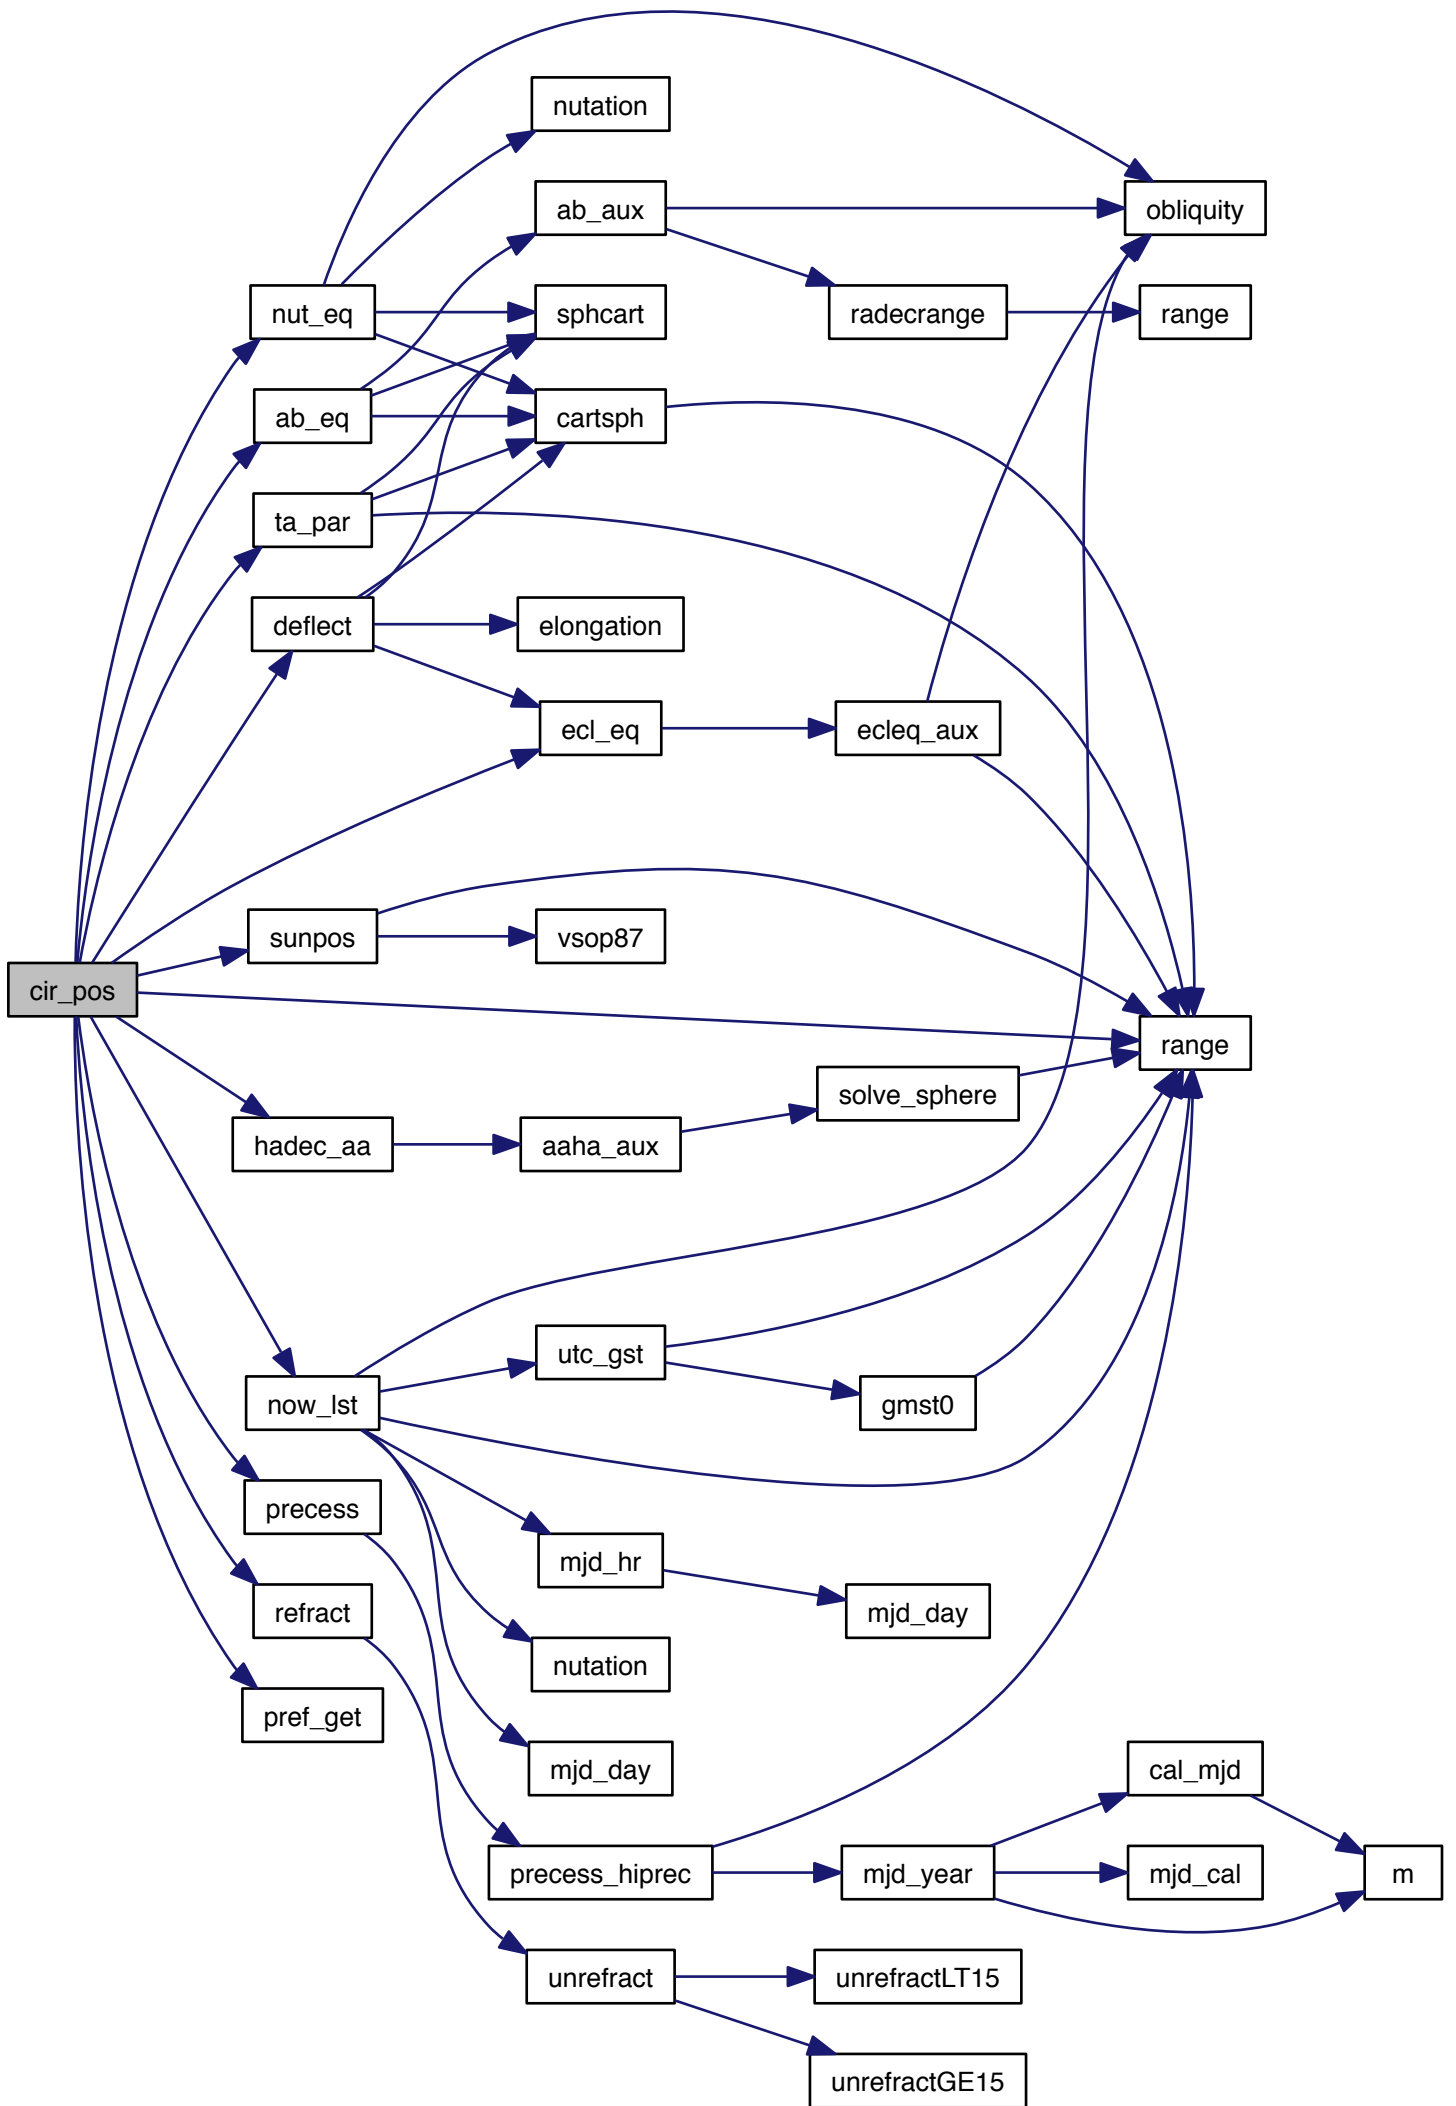 nutation
ab_aux
obliquity
nut_eq
sphcart
radecrange
range
ab_eq
cartsph
ta_par
deflect
elongation
ecl_eq
ecleq_aux
sunpos
vsop87
cir_pos
range
solve_sphere
hadec_aa
aaha_aux
utc_gst
now_lst
gmst0
precess
mjd_hr
refract
mjd_day
nutation
pref_get
mjd_day
cal_mjd
precess_hiprec
mjd_year
mjd_cal
m
unrefract
unrefractLT15
unrefractGE15